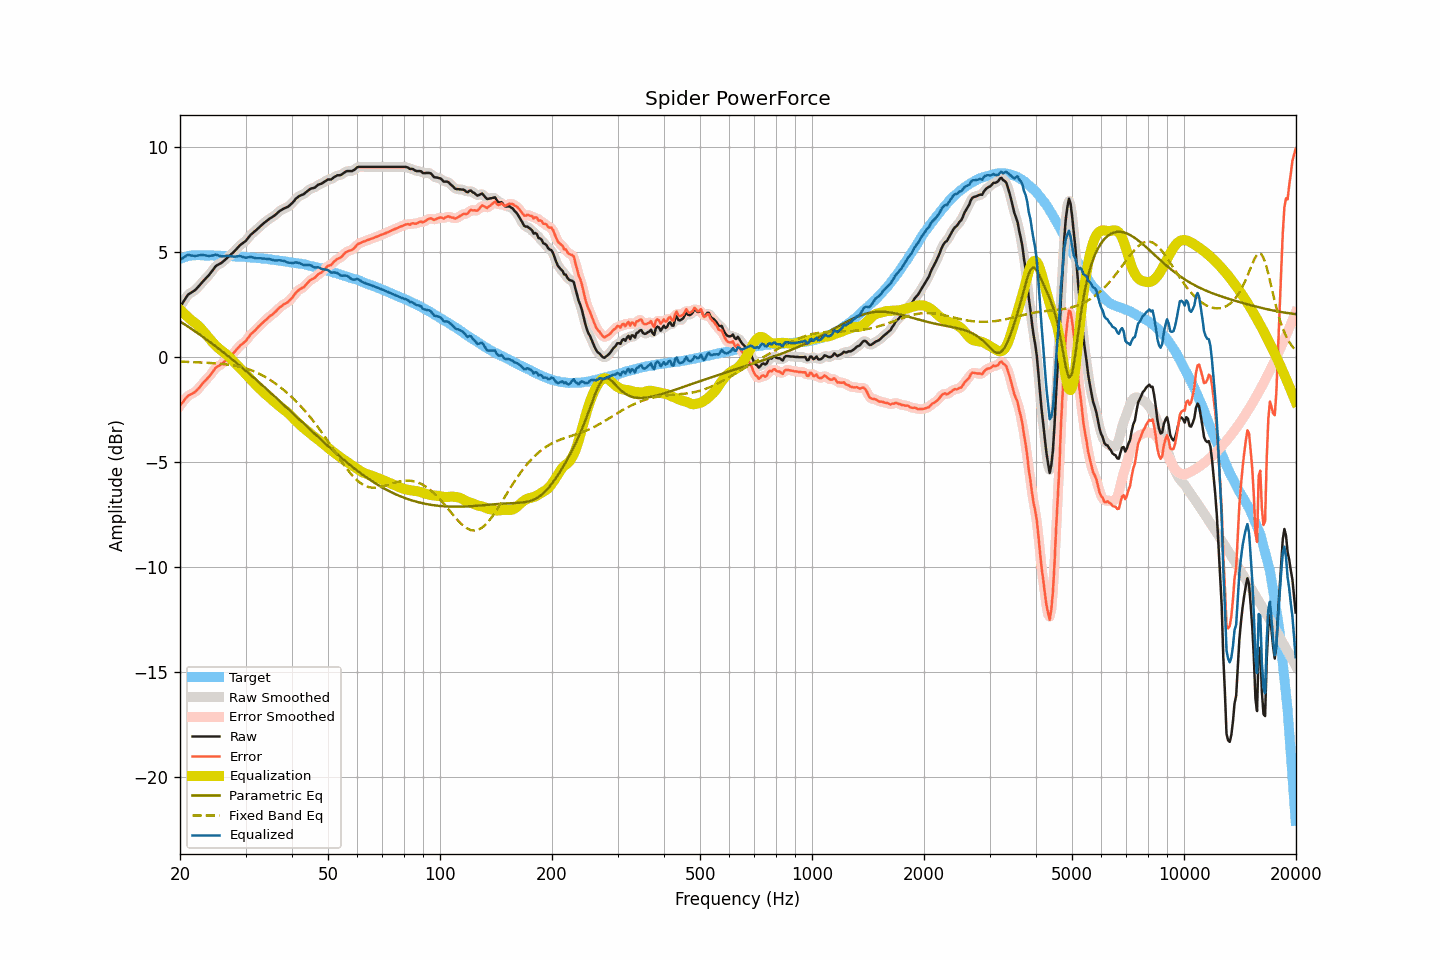 Spider PowerForce
10
5
0
−5
−10
−15
−20
Amplitude (dBr)
Target
Raw Smoothed
Error Smoothed
Raw
Error
Equalization
Parametric Eq
Fixed Band Eq
Equalized
20 50 100 200 500 1000 2000 5000 10000 20000
Frequency (Hz)